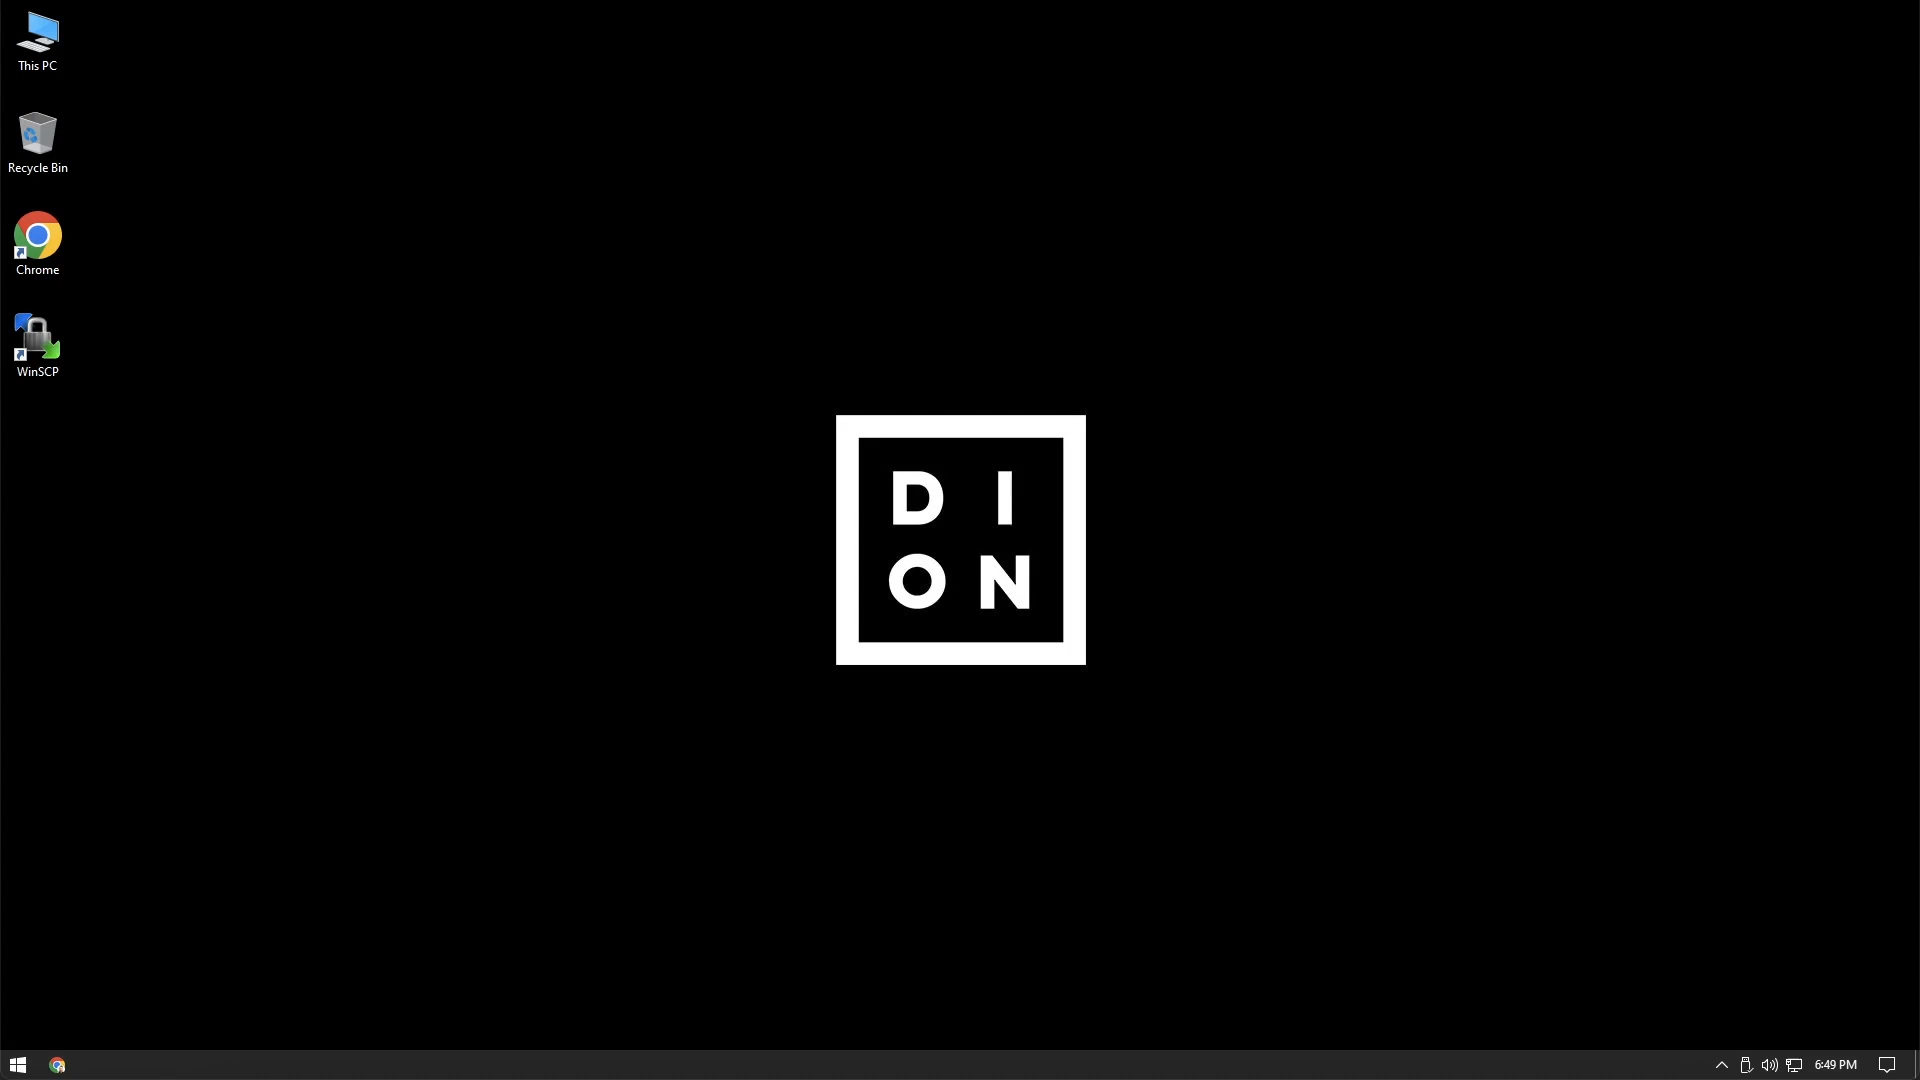 This PC
Recycle Bin
Chrome
WinSCP
D I
O N
6:49 PM